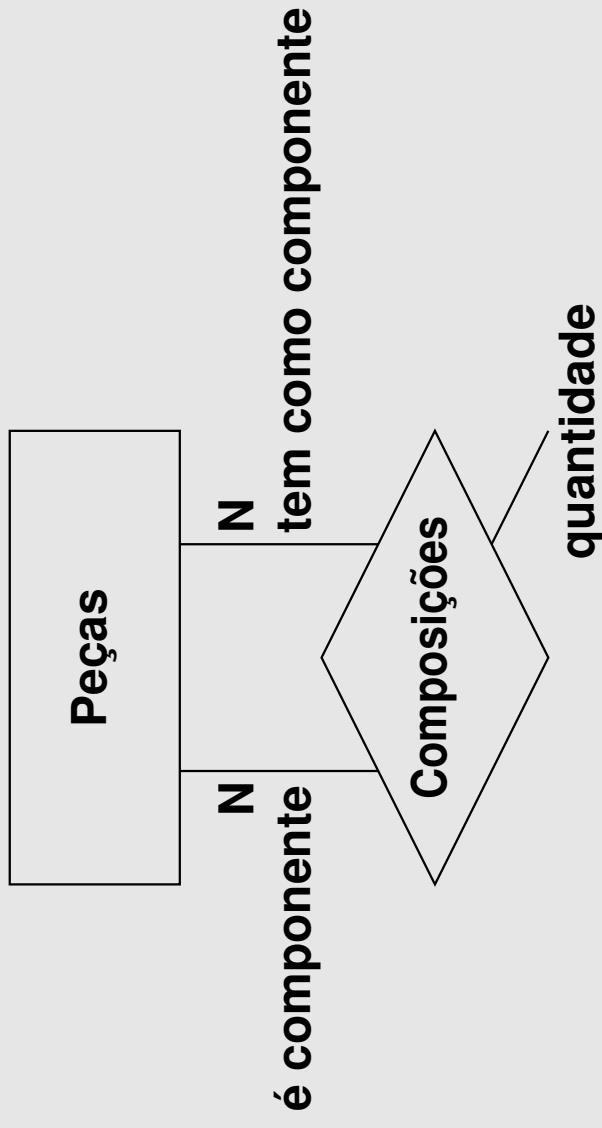 Peças
N
N
é componente
tem como componente
Composições
quantidade